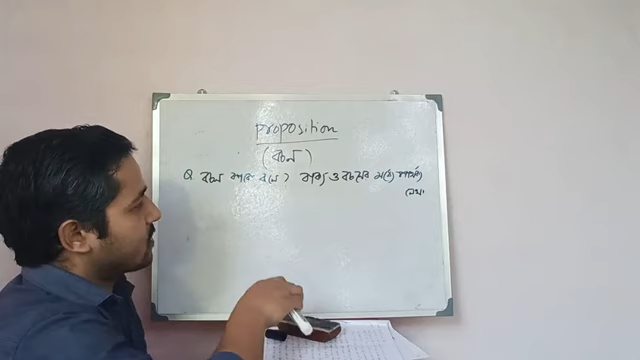 Proposition
(বচন)
Q. বচন কাকে বলে? বাক্য ও বচনের মধ্যে পার্থক্য
লেখ।